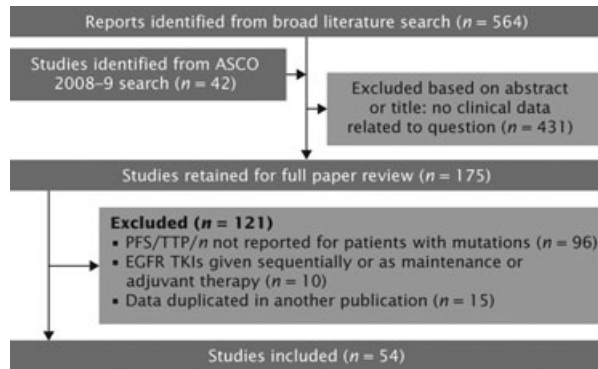 Reports identified from broad literature search (n = 564)
Studies identified from ASCO
2008–9 search (n = 42)
Excluded based on abstract
or title: no clinical data
related to question (n = 431)
Studies retained for full paper review (n = 175)
Excluded (n = 121)
▪ PFS/TTP/n not reported for patients with mutations (n = 96)
▪ EGFR TKIs given sequentially or as maintenance or
adjuvant therapy (n = 10)
▪ Data duplicated in another publication (n = 15)
Studies included (n = 54)